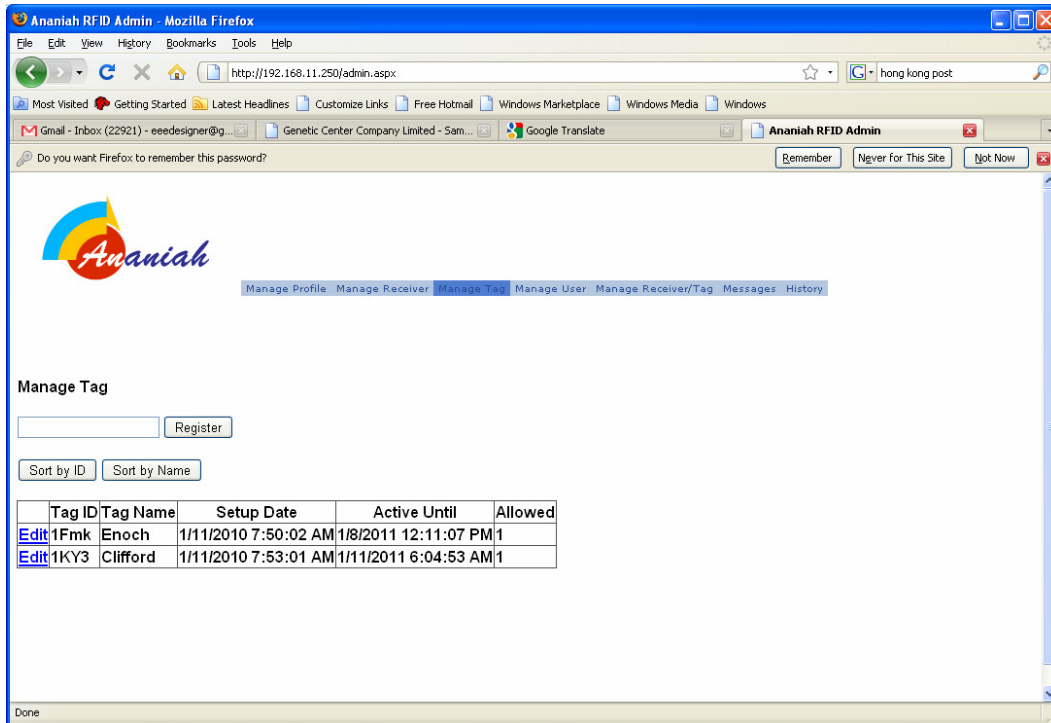 Ananiah RFID Admin - Mozilla Firefox
File Edit View History Bookmarks Tools Help
http://192.168.11.250/admin.aspx G hong kong post
Most Visited Getting Started Latest Headlines Customize Links Free Hotmail Windows Marketplace Windows Media Windows
Gmail - Inbox (22921) - eeedesigner@g... Genetic Center Company Limited - Sam... Google Translate Ananiah RFID Admin
Do you want Firefox to remember this password? Remember Never for This Site Not Now
Ananiah
Manage Profile Manage Receiver Manage Tag Manage User Manage Receiver/Tag Messages History
Manage Tag
Register
Sort by ID Sort by Name
Tag ID Tag Name Setup Date Active Until Allowed
Edit 1Fmk Enoch 1/11/2010 7:50:02 AM 1/8/2011 12:11:07 PM 1
Edit 1KY3 Clifford 1/11/2010 7:53:01 AM 1/11/2011 6:04:53 AM 1
Done